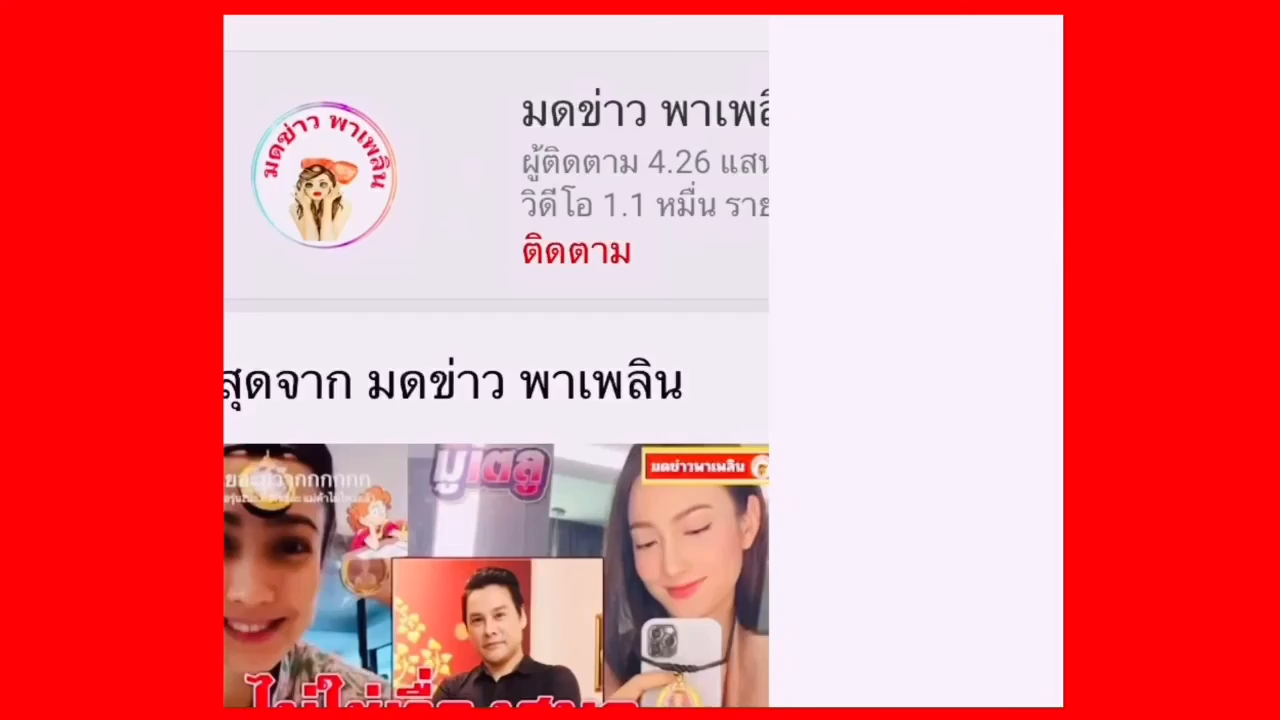 มดข่าว พาเพลิน
มดข่าว พาเพลิ
ผู้ติดตาม 4.26 แสน
วิดีโอ 1.1 หมื่น ราย
ติดตาม
สุดจาก มดข่าว พาเพลิน
มูเตลู
มดข่าวพาเพลิน